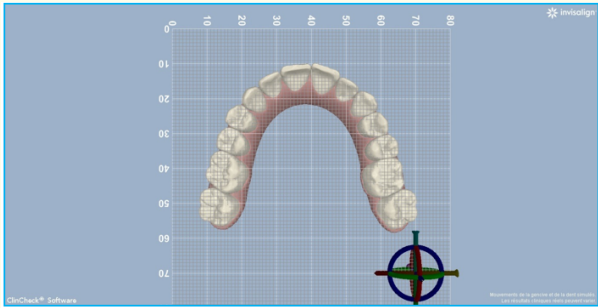 invisalign
0 10 20 30 40 50 60 70 80
0
10
20
30
40
50
60
70
ClinCheck® Software
Mouvements de la gencive et de la dent simulés.
Les résultats cliniques réels peuvent varier.